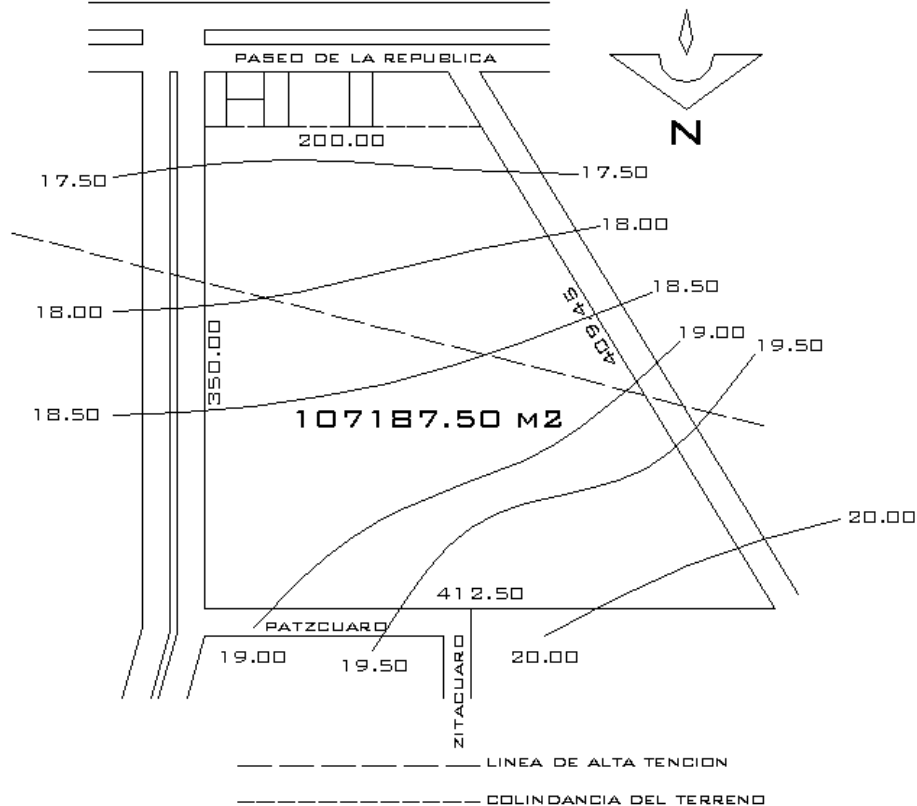 PASEO DE LA REPUBLICA
N
200.00
17.50
17.50
18.00
18.00
18.50
409.45
350.00
19.00
19.50
18.50
107187.50 M2
20.00
412.50
PATZCUARO
19.00
19.50
20.00
ZITACUARO
LINEA DE ALTA TENCION
COLINDANCIA DEL TERRENO